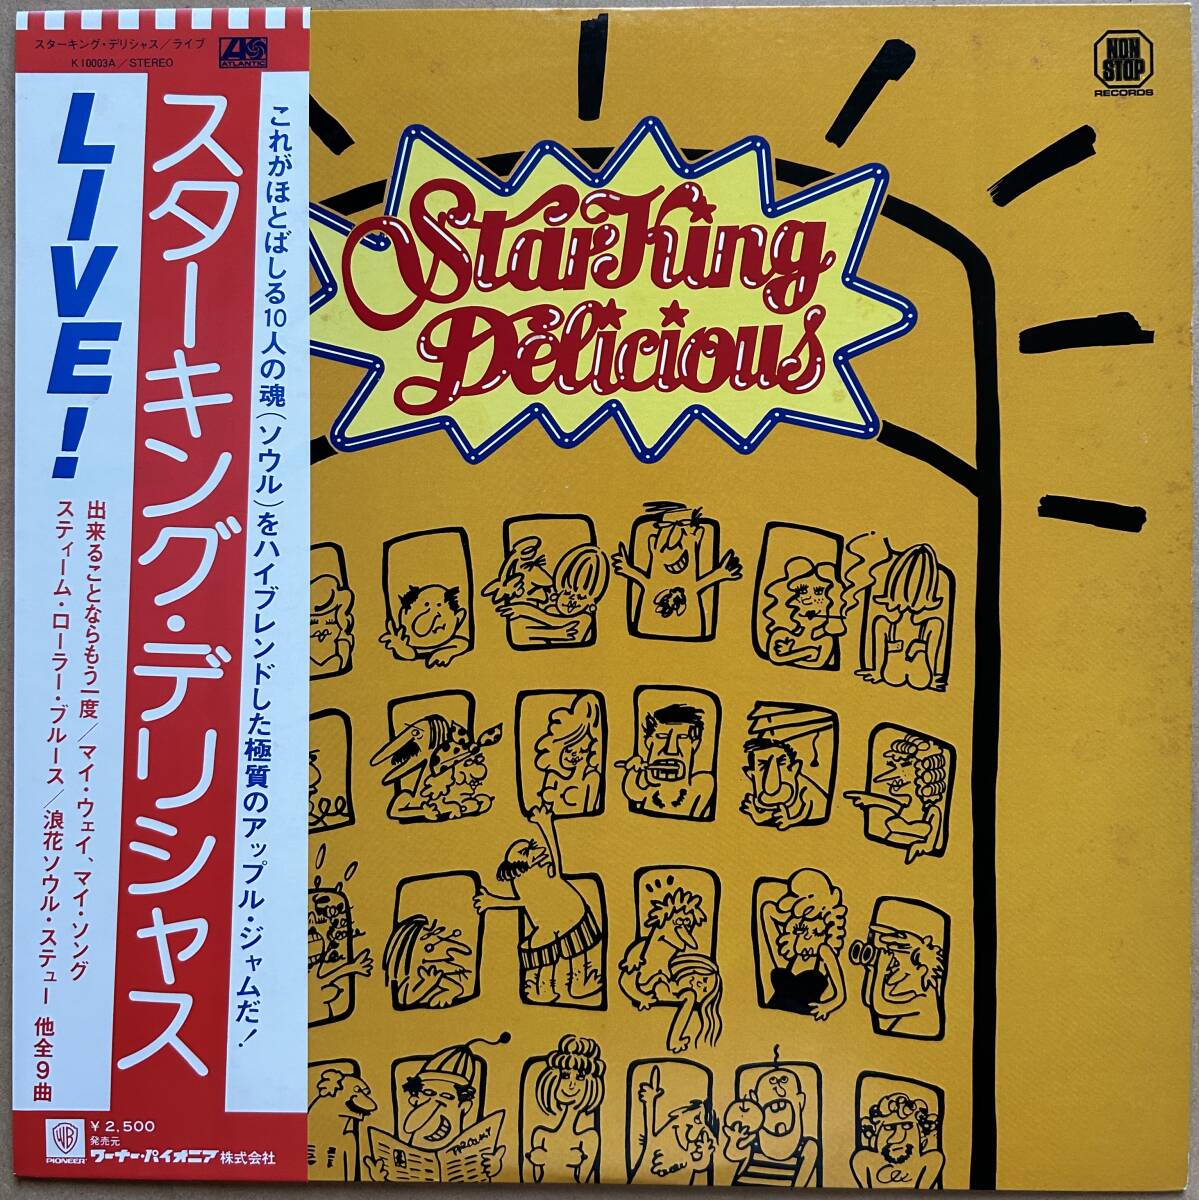 スターキング・デリシャス／ライブ
K10003A／STEREO
ATLANTIC
LIVE!
スターキング・デリシャス
これがほとばしる10人の魂(ソウル)をハイブレンドした極質のアップル・ジャムだ！
出来ることならもう一度／マイ・ウェイ、マイ・ソング
スティーム・ローラー・ブルース／浪花ソウル・ステュー 他全9曲
WB
PIONEER
¥2,500
発売元
ワーナー・パイオニア株式会社
NON
STOP
RECORDS
StarKing
Delicious